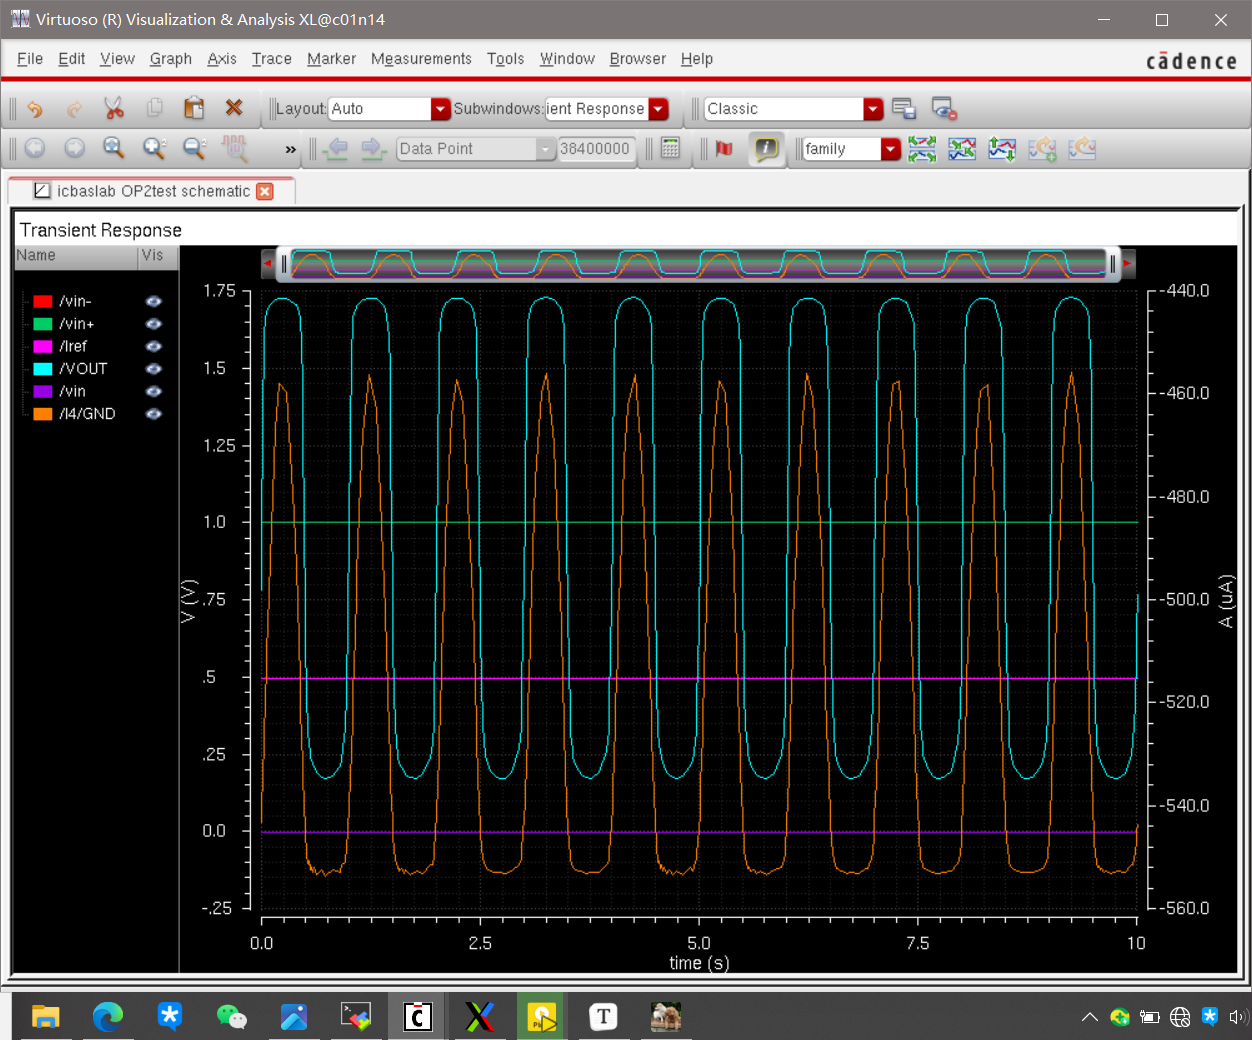 Virtuoso (R) Visualization & Analysis XL@c01n14
File Edit View Graph Axis Trace Marker Measurements Tools Window Browser Help
cādence
Layout: Auto Subwindows: ient Response Classic
» Data Point 38400000 family
icbaslab OP2test schematic
Transient Response
Name Vis
/vin-
/vin+
/Iref
/VOUT
/vin
/I4/GND
1.75
1.5
1.25
1.0
.75
.5
.25
0.0
-.25
V (V)
-440.0
-460.0
-480.0
-500.0
-520.0
-540.0
-560.0
A (uA)
0.0 2.5 5.0 7.5 10
time (s)